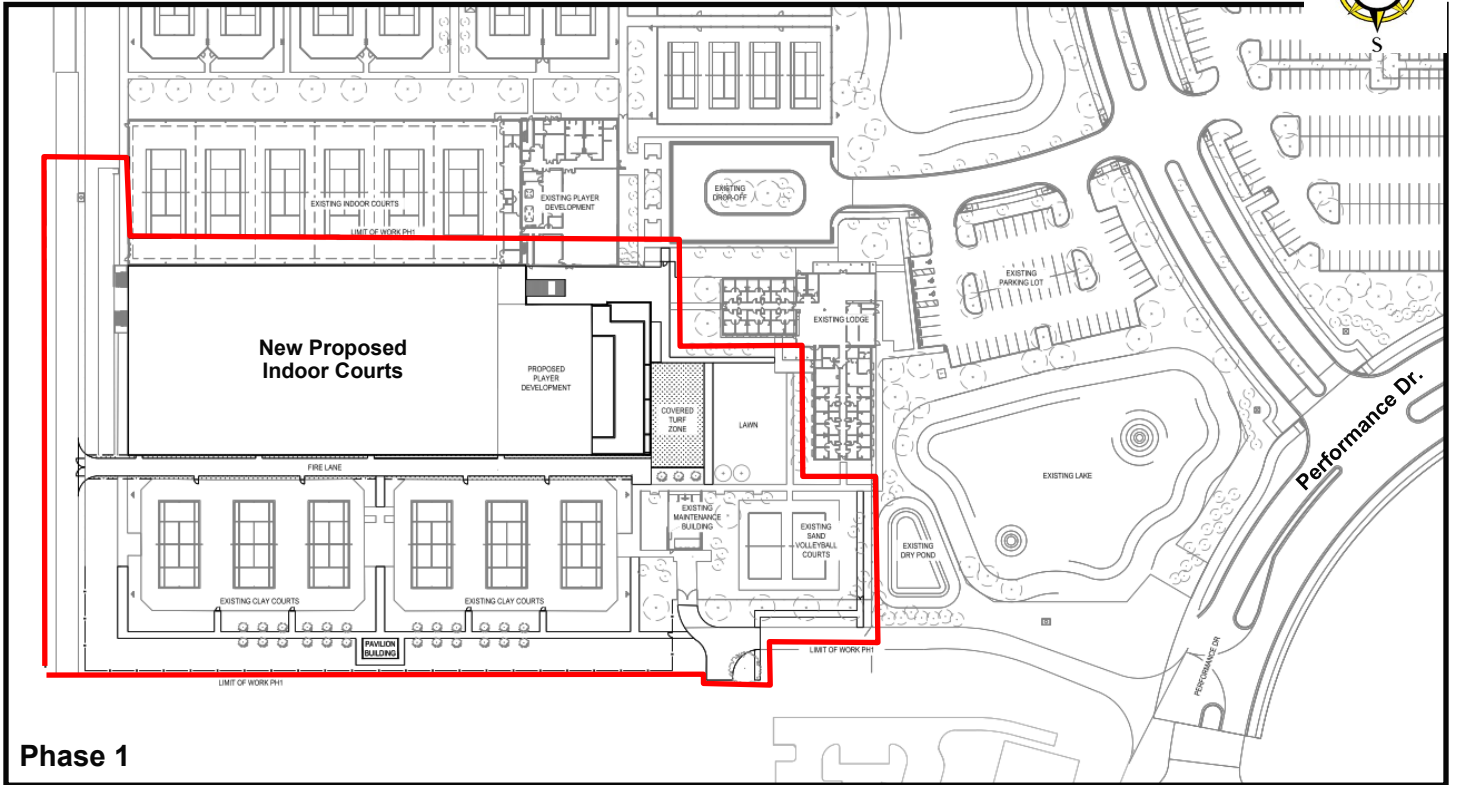 S
EXISTING INDOOR COURTS
LIMIT OF WORK PH1
EXISTING PLAYER
DEVELOPMENT
EXISTING
DROP-OFF
EXISTING
PARKING LOT
EXISTING LODGE
New Proposed
Indoor Courts
PROPOSED
PLAYER
DEVELOPMENT
COVERED
TURF
ZONE
LAWN
Performance Dr.
FIRE LANE
EXISTING LAKE
EXISTING
MAINTENANCE
BUILDING
EXISTING
SAND
VOLLEYBALL
COURTS
EXISTING
DRY POND
EXISTING CLAY COURTS
EXISTING CLAY COURTS
PAVILION
BUILDING
LIMIT OF WORK PH1
PERFORMANCE DR
LIMIT OF WORK PH1
Phase 1